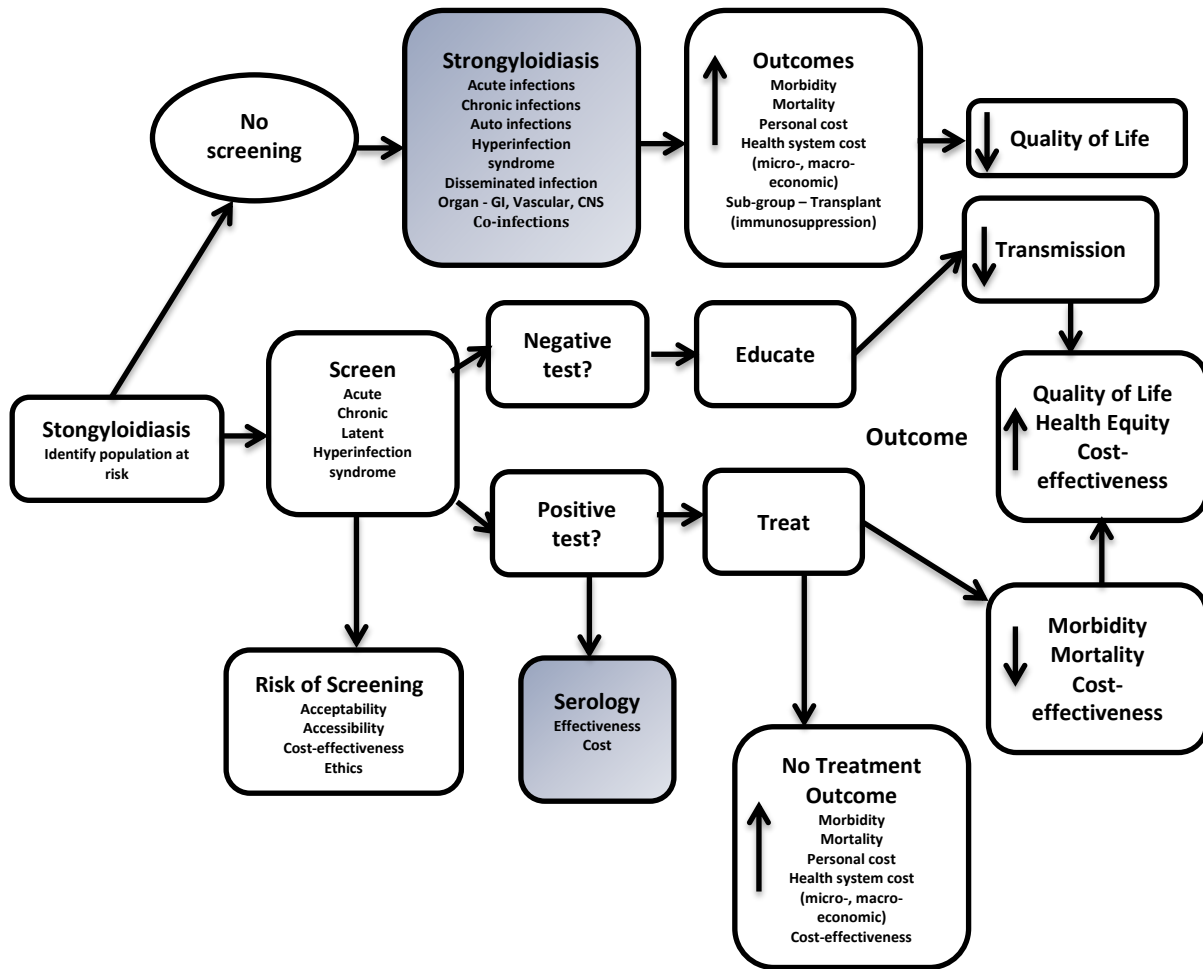 Strongyloidiasis
Acute infections
Chronic infections
Auto infections
Hyperinfection
syndrome
Disseminated infection
Organ - GI, Vascular, CNS
Co-infections
Outcomes
Morbidity
Mortality
Personal cost
Health system cost
(micro-, macro-
economic)
Sub-group – Transplant
(immunosuppression)
No
screening
Quality of Life
Transmission
Negative
test?
Educate
Screen
Acute
Chronic
Latent
Hyperinfection
syndrome
Stongyloidiasis
Identify population at
risk
Outcome
Quality of Life
Health Equity
Cost-
effectiveness
Positive
test?
Treat
Morbidity
Mortality
Cost-
effectiveness
Risk of Screening
Acceptability
Accessibility
Cost-effectiveness
Ethics
Serology
Effectiveness
Cost
No Treatment
Outcome
Morbidity
Mortality
Personal cost
Health system cost
(micro-, macro-
economic)
Cost-effectiveness